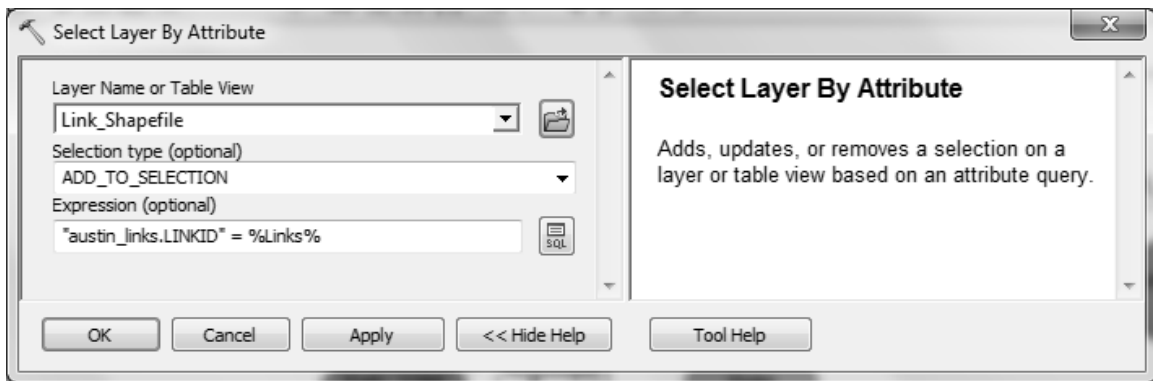 Select Layer By Attribute
X
Layer Name or Table View
Link_Shapefile
Selection type (optional)
ADD_TO_SELECTION
Expression (optional)
"austin_links.LINKID" = %Links%
SQL
Select Layer By Attribute
Adds, updates, or removes a selection on a
layer or table view based on an attribute query.
OK
Cancel
Apply
<< Hide Help
Tool Help